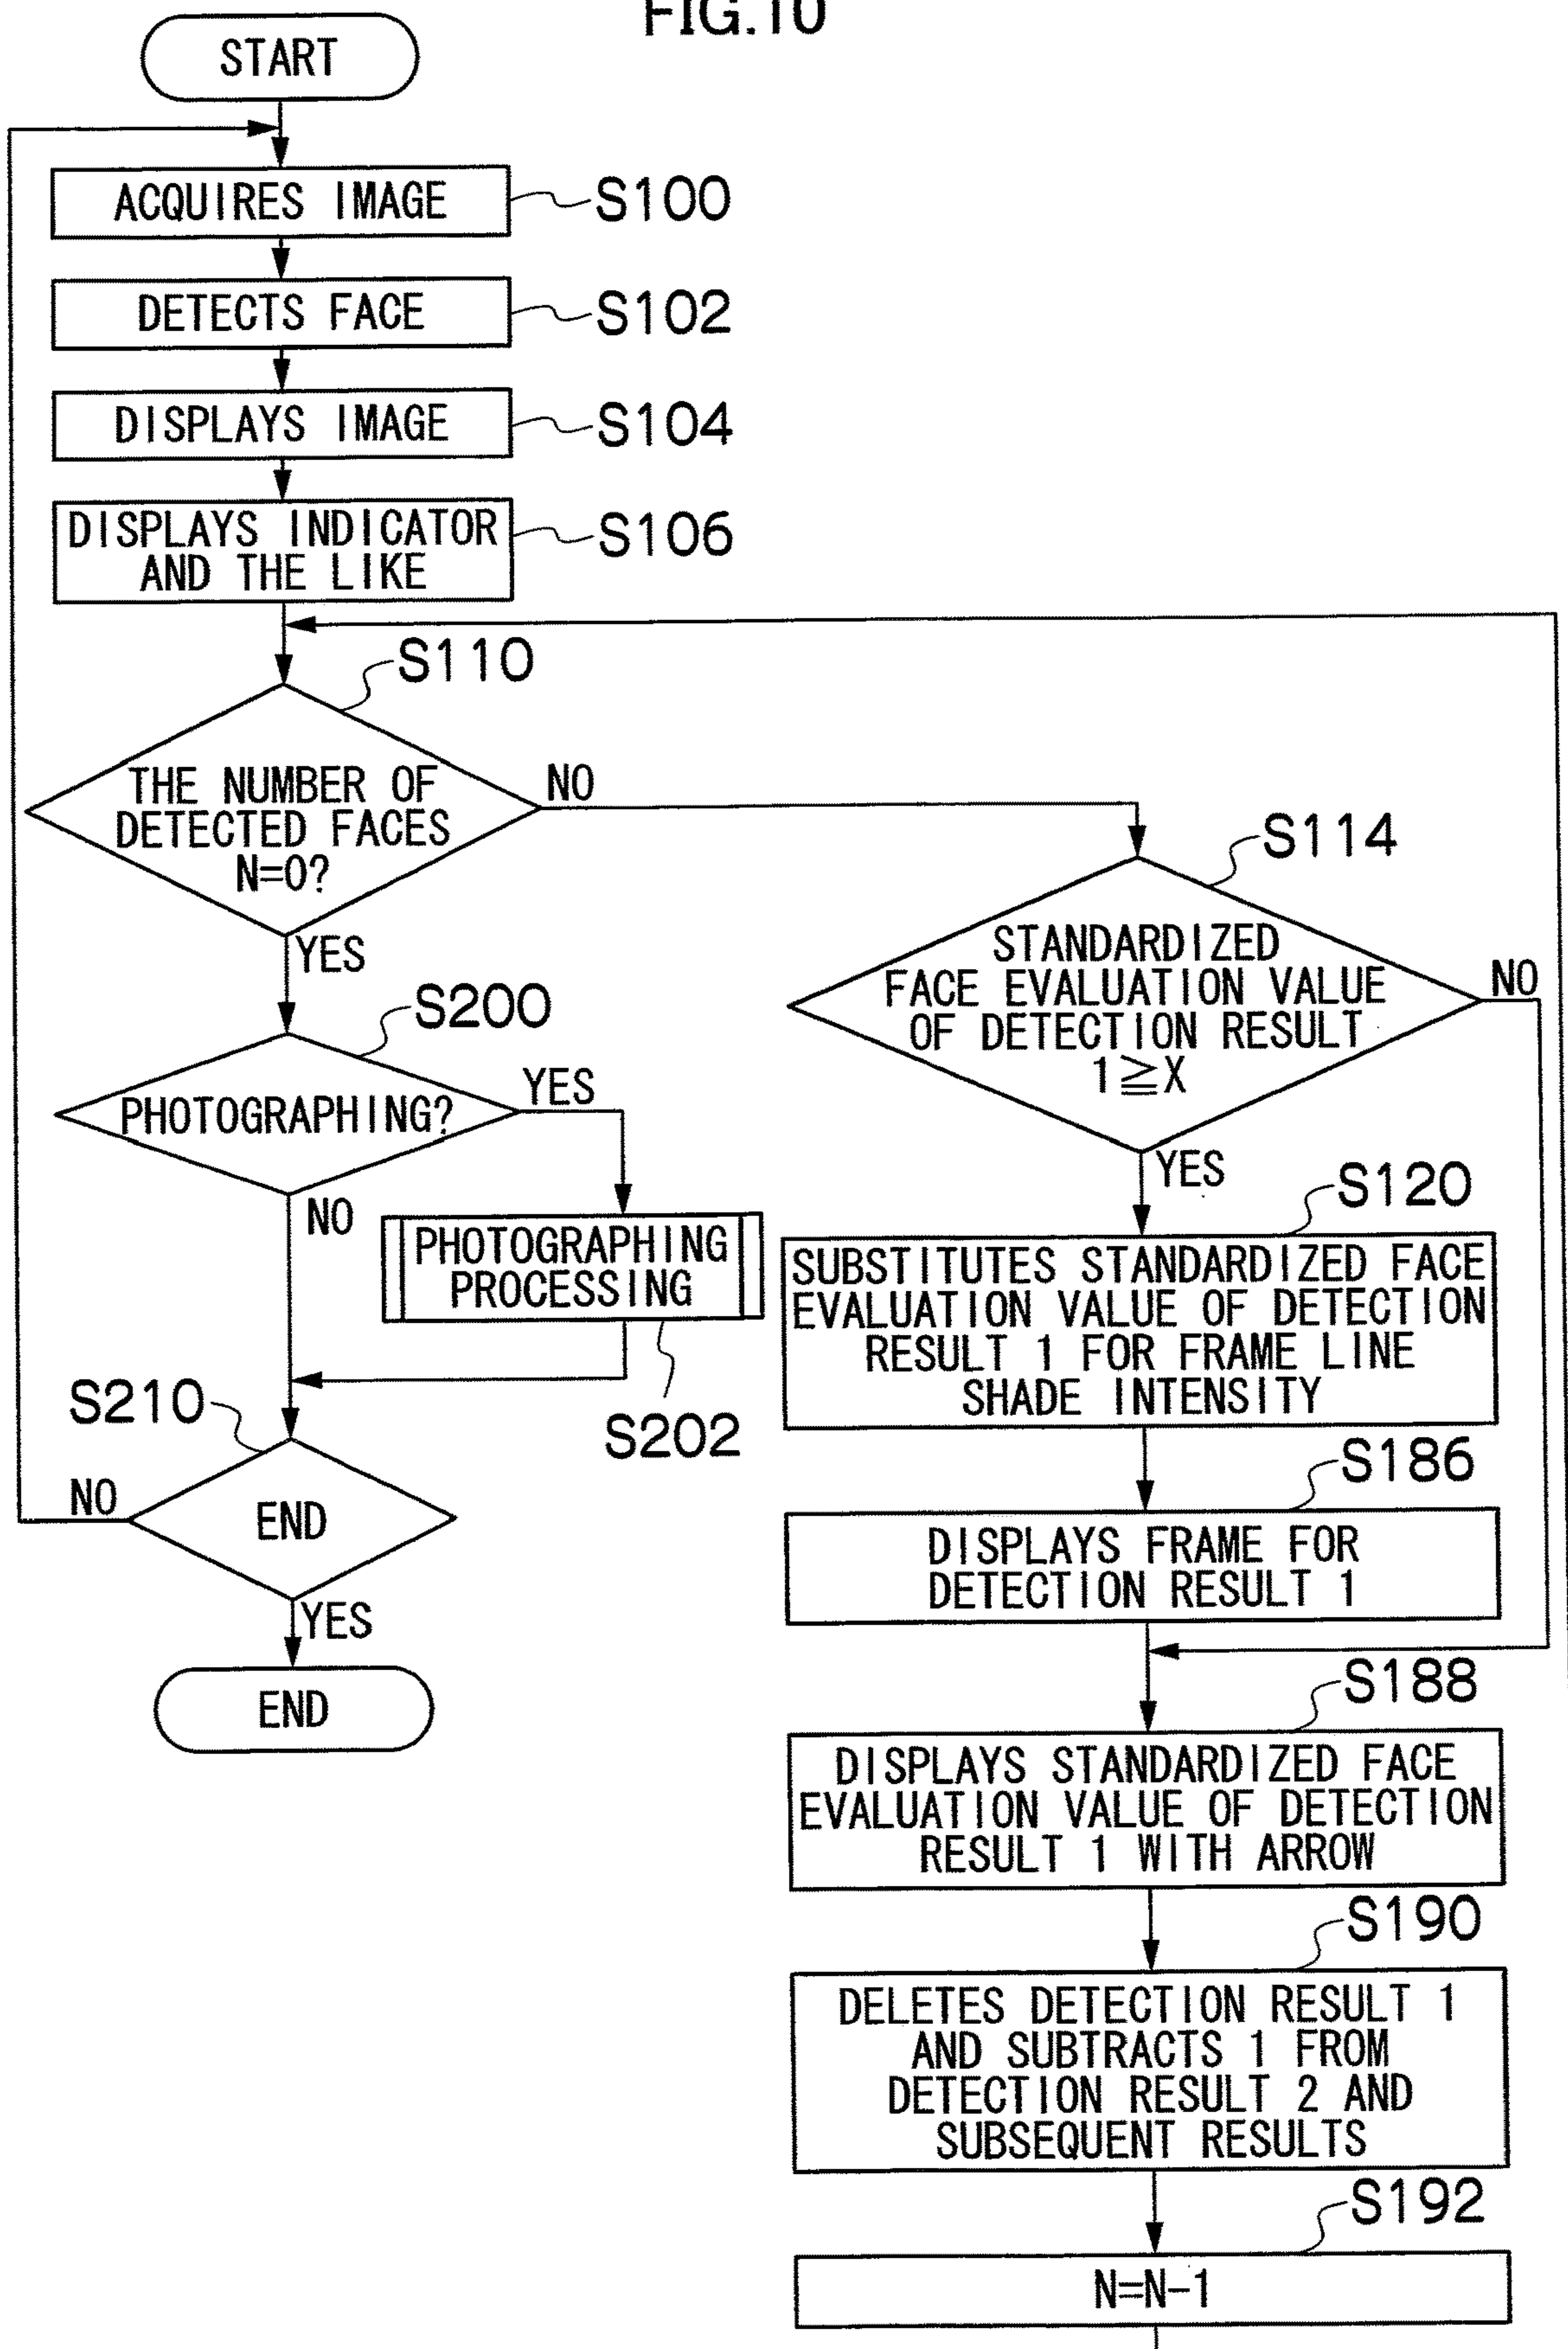 FIG.10
START
ACQUIRES IMAGE
S100
DETECTS FACE
S102
DISPLAYS IMAGE
S104
DISPLAYS INDICATOR
AND THE LIKE
S106
S110
THE NUMBER OF
DETECTED FACES
N=0?
NO
YES
S200
PHOTOGRAPHING?
YES
NO
PHOTOGRAPHING
PROCESSING
S202
S210
END
NO
YES
END
S114
STANDARDIZED
FACE EVALUATION VALUE
OF DETECTION RESULT
1≧X
NO
YES
S120
SUBSTITUTES STANDARDIZED FACE
EVALUATION VALUE OF DETECTION
RESULT 1 FOR FRAME LINE
SHADE INTENSITY
S186
DISPLAYS FRAME FOR
DETECTION RESULT 1
S188
DISPLAYS STANDARDIZED FACE
EVALUATION VALUE OF DETECTION
RESULT 1 WITH ARROW
S190
DELETES DETECTION RESULT 1
AND SUBTRACTS 1 FROM
DETECTION RESULT 2 AND
SUBSEQUENT RESULTS
S192
N=N-1